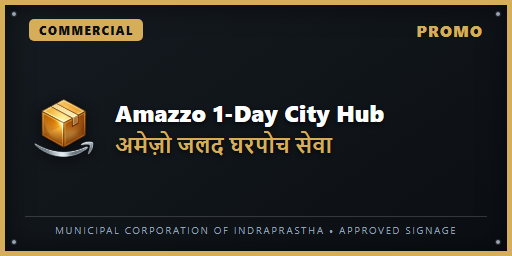 COMMERCIAL
PROMO
Amazzo 1-Day City Hub
अमेज़ो जलद घरपोच सेवा
MUNICIPAL CORPORATION OF INDRAPRASTHA • APPROVED SIGNAGE